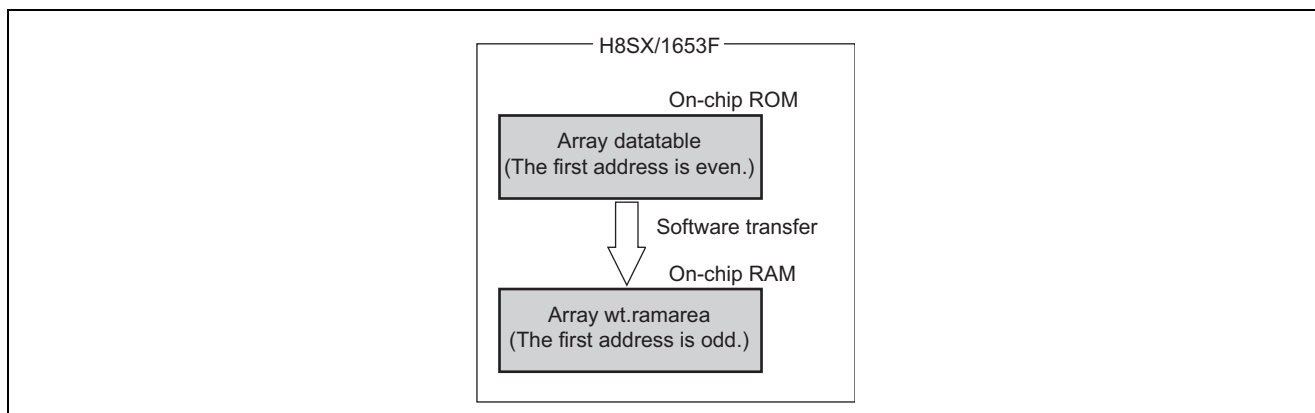 H8SX/1653F
On-chip ROM
Array datatable
(The first address is even.)
Software transfer
On-chip RAM
Array wt.ramarea
(The first address is odd.)